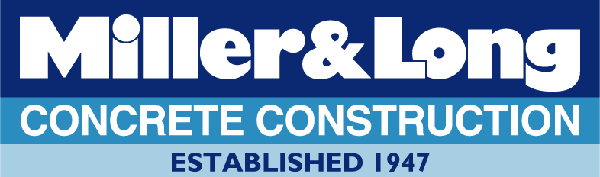 Miller&Long
CONCRETE CONSTRUCTION
ESTABLISHED 1947